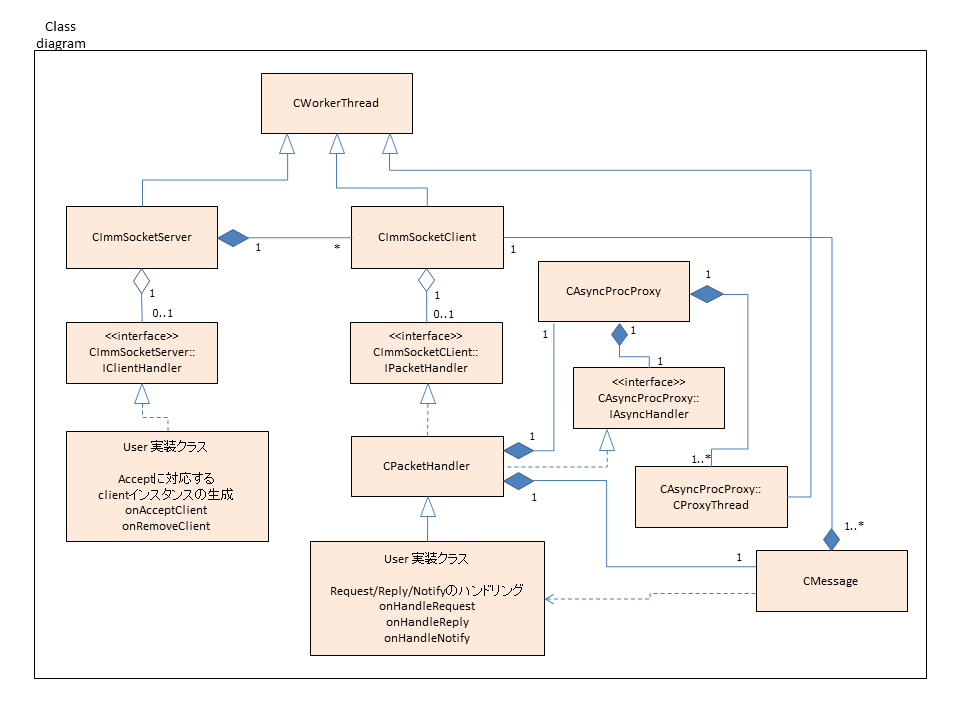 Class
diagram
CWorkerThread
CImmSocketServer
1
*
CImmSocketClient
1
1
0..1
1
0..1
CAsyncProcProxy
1
1
1
1
<<interface>>
CImmSocketServer::
IClientHandler
<<interface>>
CImmSocketCLient::
IPacketHandler
<<interface>>
CAsyncProcProxy::
IAsyncHandler
User 実装クラス
Acceptに対応する
clientインスタンスの生成
onAcceptClient
onRemoveClient
CPacketHandler
1
1
1..*
CAsyncProcProxy::
CProxyThread
1..*
User 実装クラス
Request/Reply/Notifyのハンドリング
onHandleRequest
onHandleReply
onHandleNotify
1
CMessage